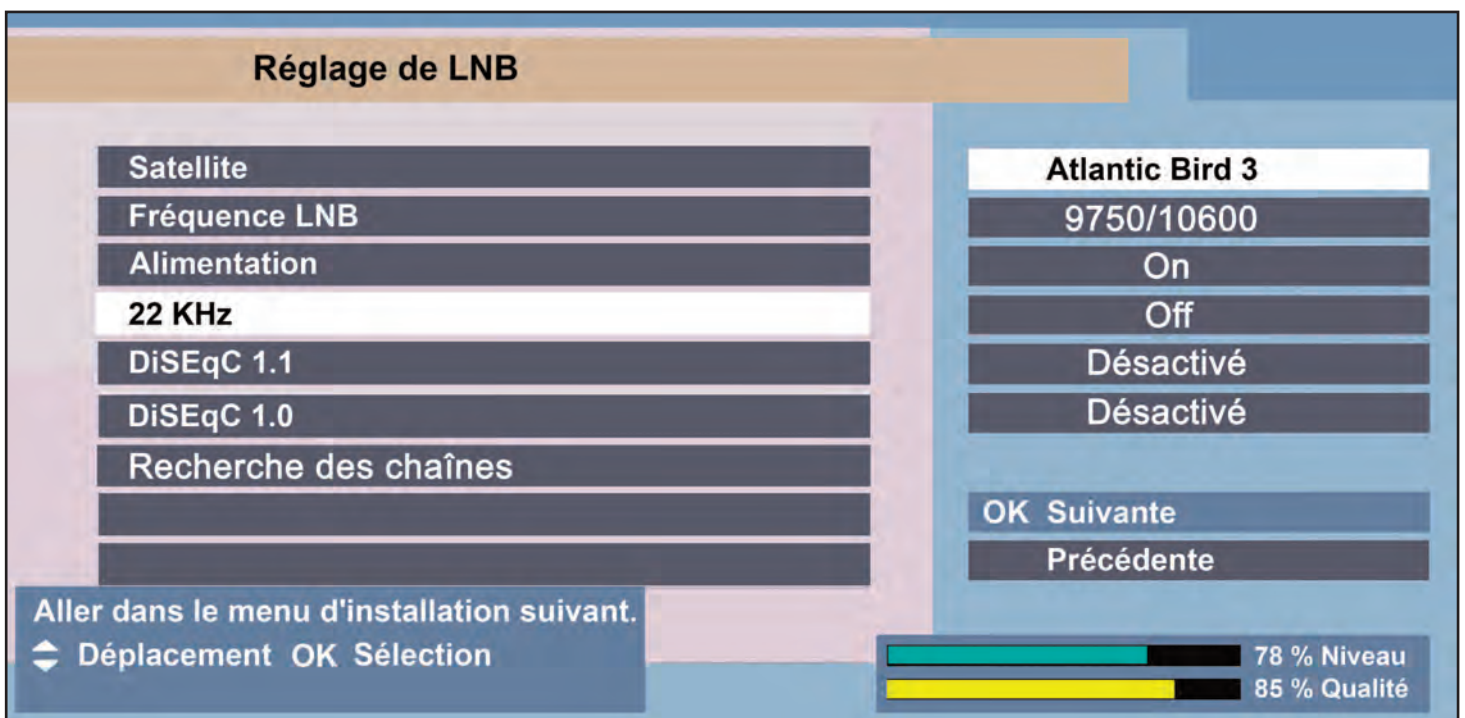 Réglage de LNB
Satellite Atlantic Bird 3
Fréquence LNB 9750/10600
Alimentation On
22 KHz Off
DiSEqC 1.1 Désactivé
DiSEqC 1.0 Désactivé
Recherche des chaînes
OK Suivante
Précédente
Aller dans le menu d'installation suivant.
Déplacement OK Sélection
78 % Niveau
85 % Qualité